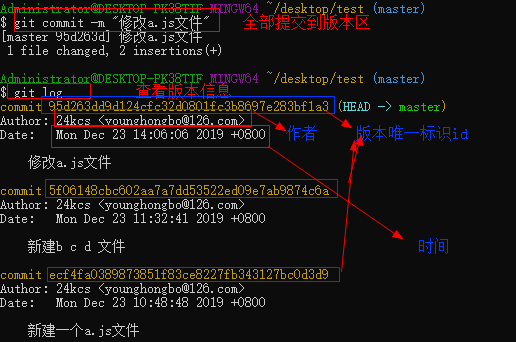 Administrator@DESKTOP-PK38TIF MINGW64 ~/desktop/test (master)
$ git commit -m "修改a.js文件" 全部提交到版本区
[master 95d263d] 修改a.js文件
1 file changed, 2 insertions(+)
Administrator@DESKTOP-PK38TIF MINGW64 ~/desktop/test (master)
$ git log 查看版本信息
commit 95d263dd9d124cfc32d0801fc3b8697e283bf1a3 (HEAD -> master)
Author: 24kcs <younghongbo@126.com>
Date: Mon Dec 23 14:06:06 2019 +0800
作者 版本唯一标识id
修改a.js文件
commit 5f06148cbc602aa7a7dd53522ed09e7ab9874c6a
Author: 24kcs <younghongbo@126.com>
Date: Mon Dec 23 11:32:41 2019 +0800
新建b c d 文件 时间
commit ecf4fa0389873851f83ce8227fb343127bc0d3d9
Author: 24kcs <younghongbo@126.com>
Date: Mon Dec 23 10:48:48 2019 +0800
新建一个a.js文件